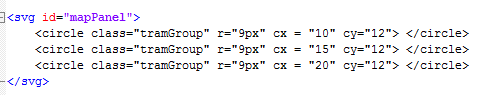 <svg id="mapPanel">
<circle class="tramGroup" r="9px" cx = "10" cy="12"> </circle>
<circle class="tramGroup" r="9px" cx = "15" cy="12"> </circle>
<circle class="tramGroup" r="9px" cx = "20" cy="12"> </circle>
</svg>